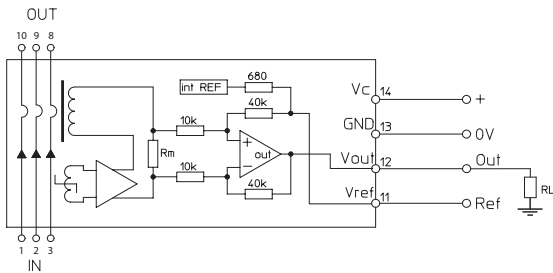 OUT
10 9 8
int REF
680
40k
10k
+
out
−
Rm
10k
40k
Vc 14 +
GND 13 0V
Vout 12 Out
Vref 11 Ref
RL
1 2 3
IN